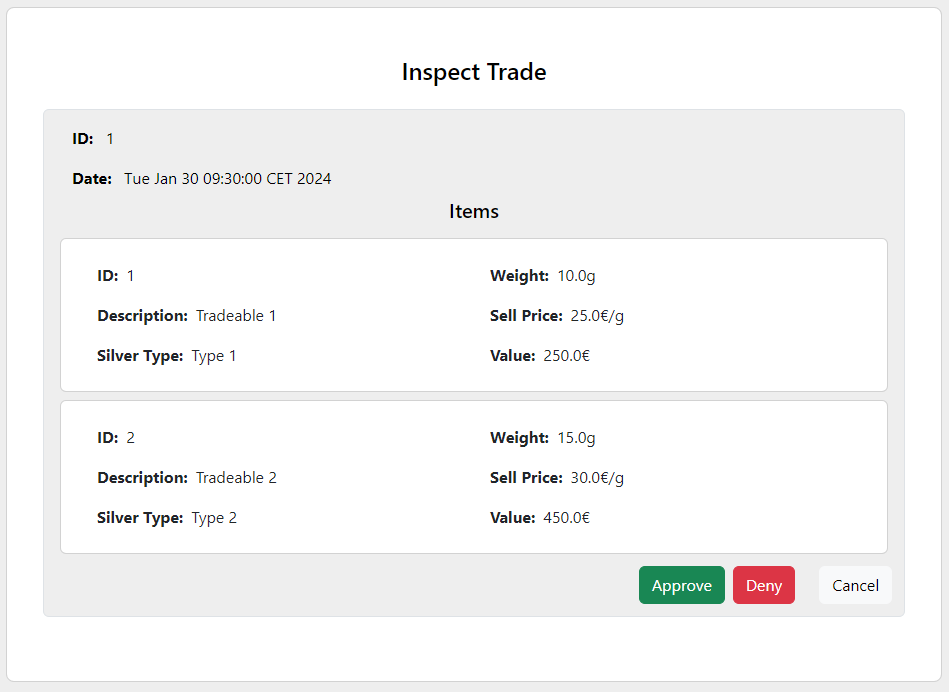 Inspect Trade
ID: 1
Date: Tue Jan 30 09:30:00 CET 2024
Items
ID: 1
Weight: 10.0g
Description: Tradeable 1
Sell Price: 25.0€/g
Silver Type: Type 1
Value: 250.0€
ID: 2
Weight: 15.0g
Description: Tradeable 2
Sell Price: 30.0€/g
Silver Type: Type 2
Value: 450.0€
Approve Deny Cancel